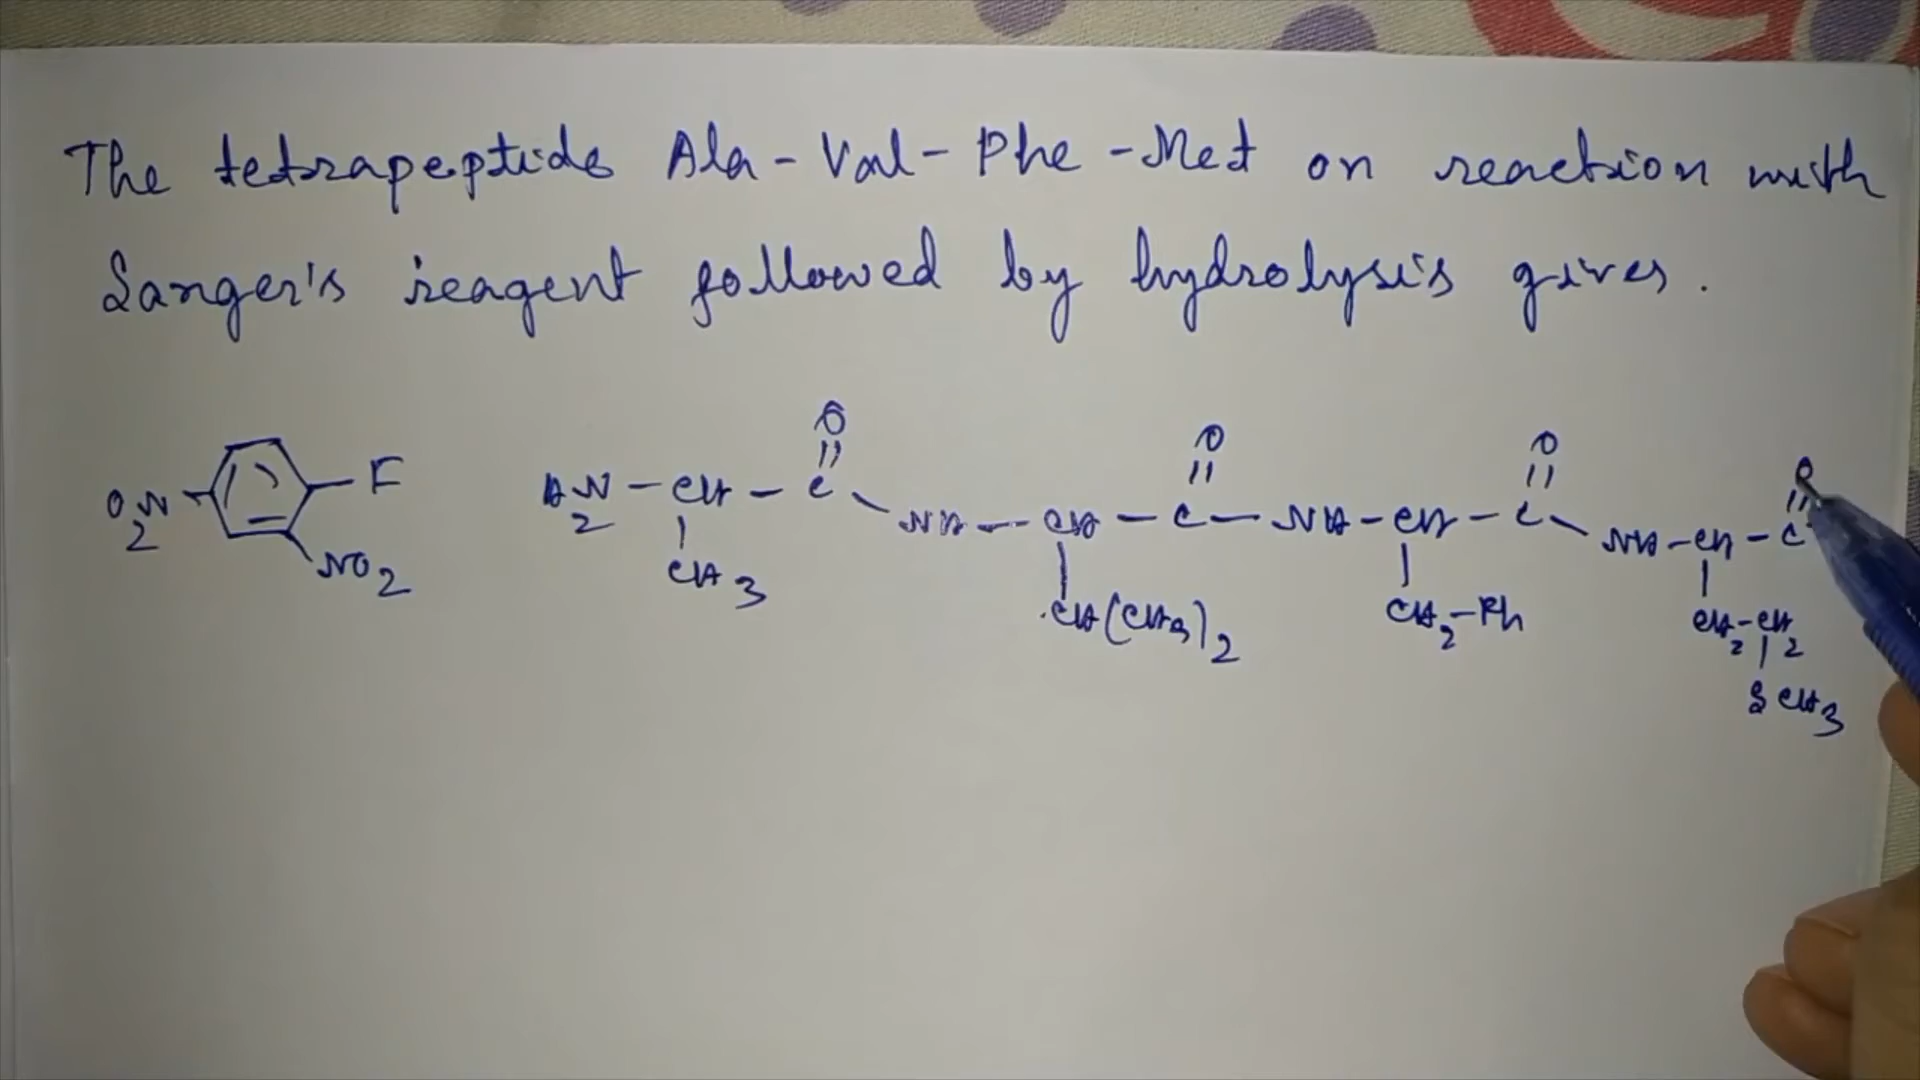 The tetrapeptide Ala - Val - Phe - Met on reaction with
Sanger's reagent followed by hydrolysis gives.
O O O O
O2N F H2N - CH - C - NH - CH - C - NH - CH - C - NH - CH - C
NO2 CH3 CH(CH3)2 CH2-Ph CH2-CH2
SCH3